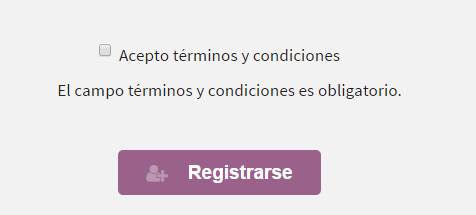 Acepto términos y condiciones
El campo términos y condiciones es obligatorio.
Registrarse